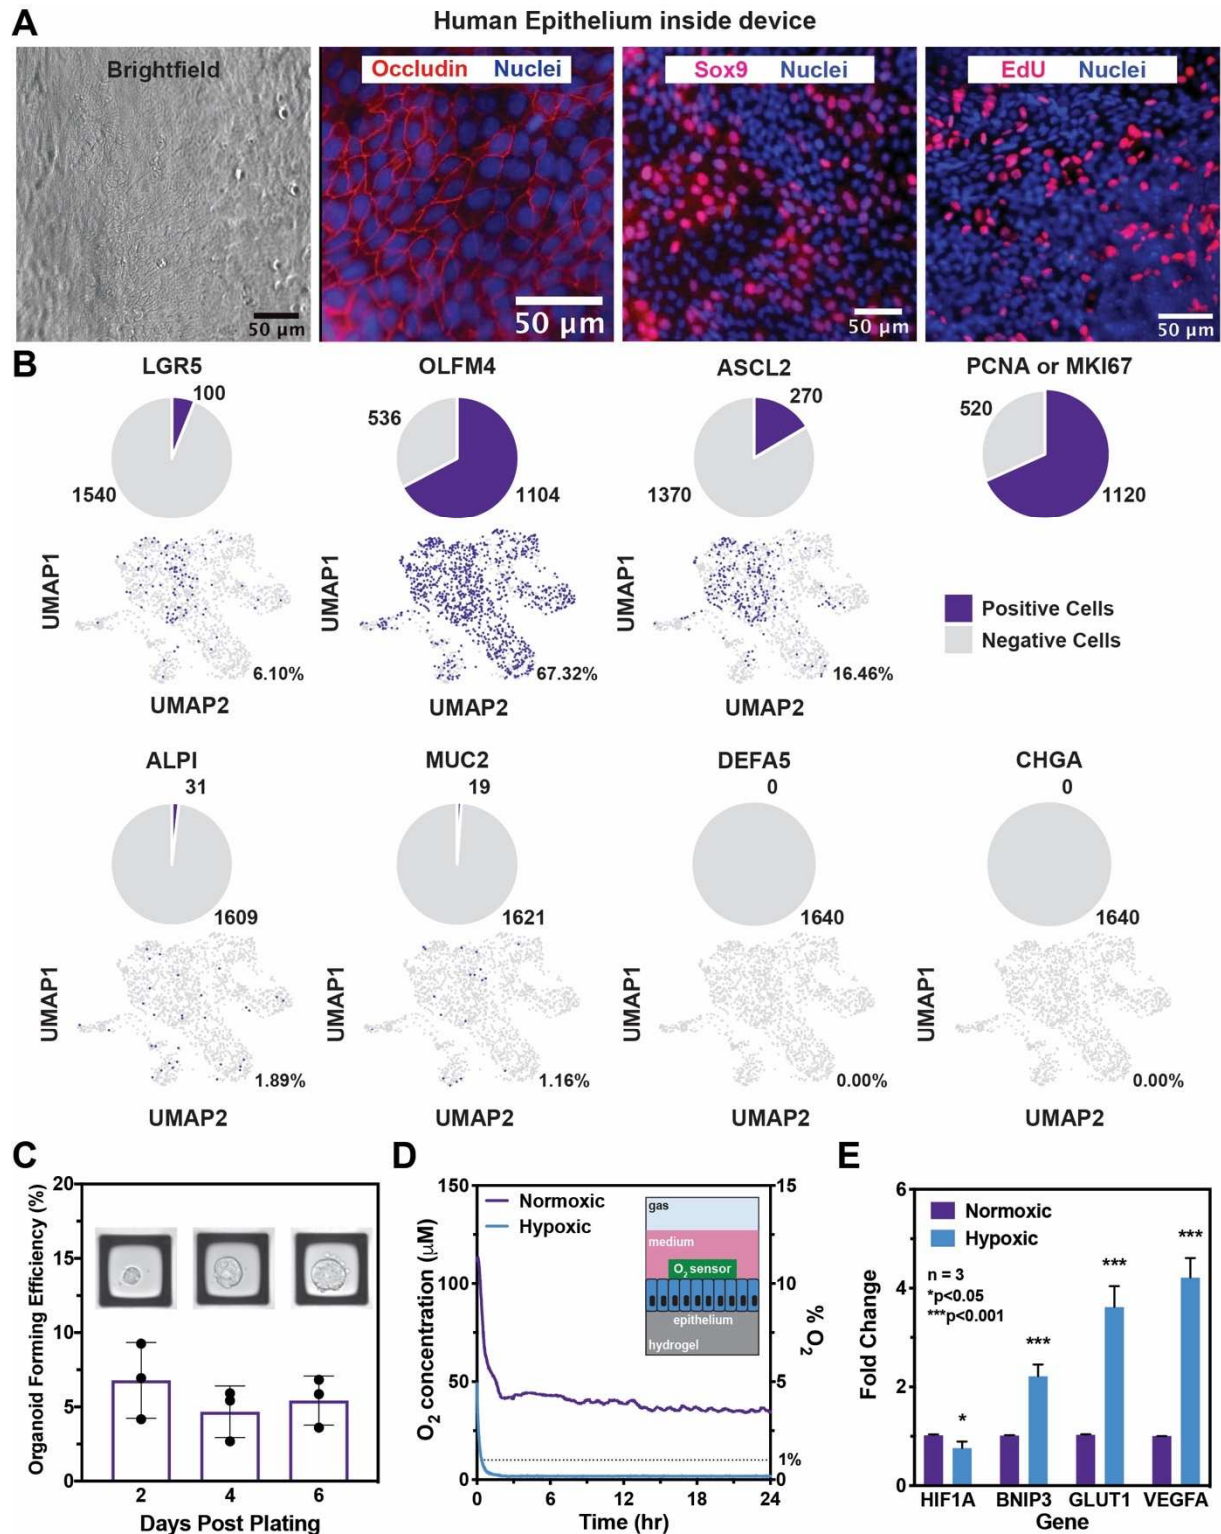 A
Human Epithelium inside device
Brightfield
50 µm
Occludin Nuclei
50 µm
Sox9 Nuclei
50 µm
EdU Nuclei
50 µm
B
LGR5
100
1540
UMAP1
6.10%
UMAP2
OLFM4
536
1104
UMAP1
67.32%
UMAP2
ASCL2
270
1370
UMAP1
16.46%
UMAP2
PCNA or MKI67
520
1120
Positive Cells
Negative Cells
ALPI
31
1609
UMAP1
1.89%
UMAP2
MUC2
19
1621
UMAP1
1.16%
UMAP2
DEFA5
0
1640
UMAP1
0.00%
UMAP2
CHGA
0
1640
UMAP1
0.00%
UMAP2
C
Organoid Forming Efficiency (%)
20
15
10
5
0
2 4 6
Days Post Plating
D
O2 concentration (µM)
150
100
50
0
Normoxic
Hypoxic
gas
medium
O2 sensor
epithelium
hydrogel
15
10
5
1%
0
% O2
0 6 12 18 24
Time (hr)
E
Fold Change
6
4
2
0
Normoxic
Hypoxic
n = 3
*p<0.05
***p<0.001
*
***
***
***
HIF1A BNIP3 GLUT1 VEGFA
Gene